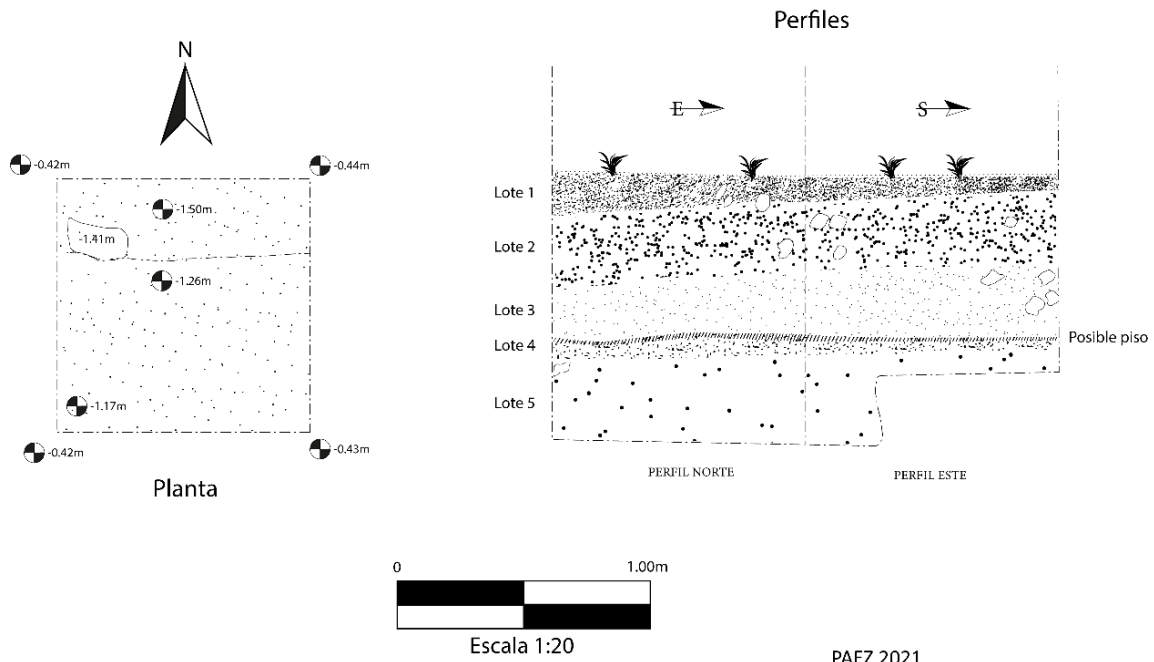 Perfiles
N
-0.42m
-0.44m
-1.50m
-1.41m
-1.26m
-1.17m
-0.42m
-0.43m
Planta
E
S
Lote 1
Lote 2
Lote 3
Lote 4
Lote 5
Posible piso
PERFIL NORTE
PERFIL ESTE
0
1.00m
Escala 1:20
PAEZ 2021